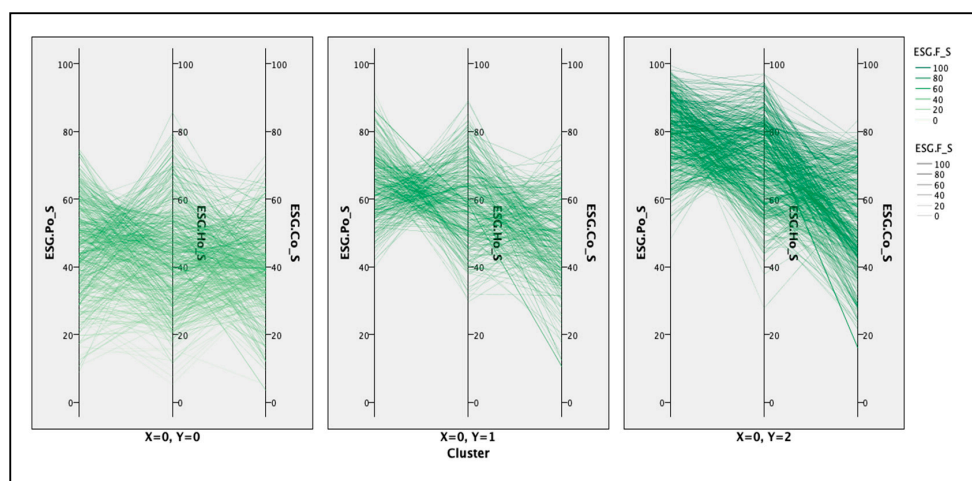 100 100 100
80 80 80
60 60 60
40 40 40
20 20 20
0 0 0
ESG.Po_S
ESG.Ho_S
ESG.Co_S
X=0, Y=0
100 100 100
80 80 80
60 60 60
40 40 40
20 20 20
0 0 0
ESG.Po_S
ESG.Ho_S
ESG.Co_S
X=0, Y=1
100 100 100
80 80 80
60 60 60
40 40 40
20 20 20
0 0 0
ESG.Po_S
ESG.Ho_S
ESG.Co_S
X=0, Y=2
Cluster
ESG.F_S
100
80
60
40
20
0
ESG.F_S
100
80
60
40
20
0